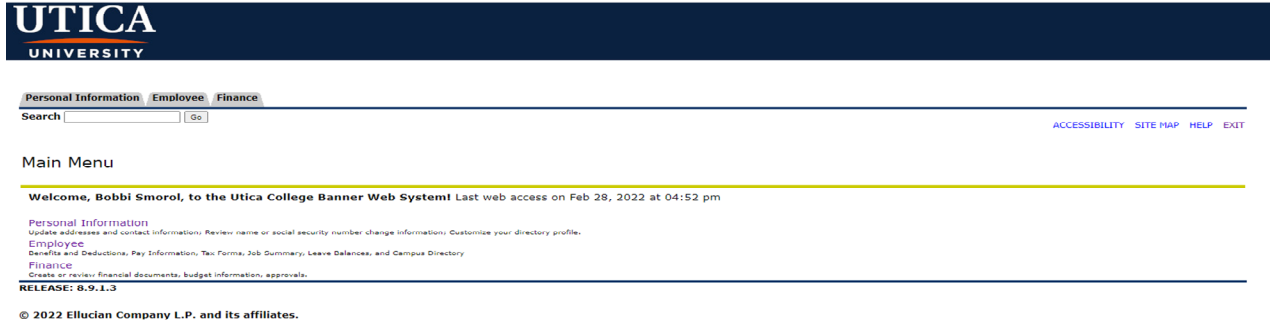 UTICA
UNIVERSITY
Personal Information Employee Finance
Search Go
ACCESSIBILITY SITE MAP HELP EXIT
Main Menu
Welcome, Bobbi Smorol, to the Utica College Banner Web System! Last web access on Feb 28, 2022 at 04:52 pm
Personal Information
Update addresses and contact information; Review name or social security number change information; Customize your directory profile.
Employee
Benefits and Deductions, Pay Information, Tax Forms, Job Summary, Leave Balances, and Campus Directory
Finance
Create or review financial documents, budget information, approvals.
RELEASE: 8.9.1.3
© 2022 Ellucian Company L.P. and its affiliates.